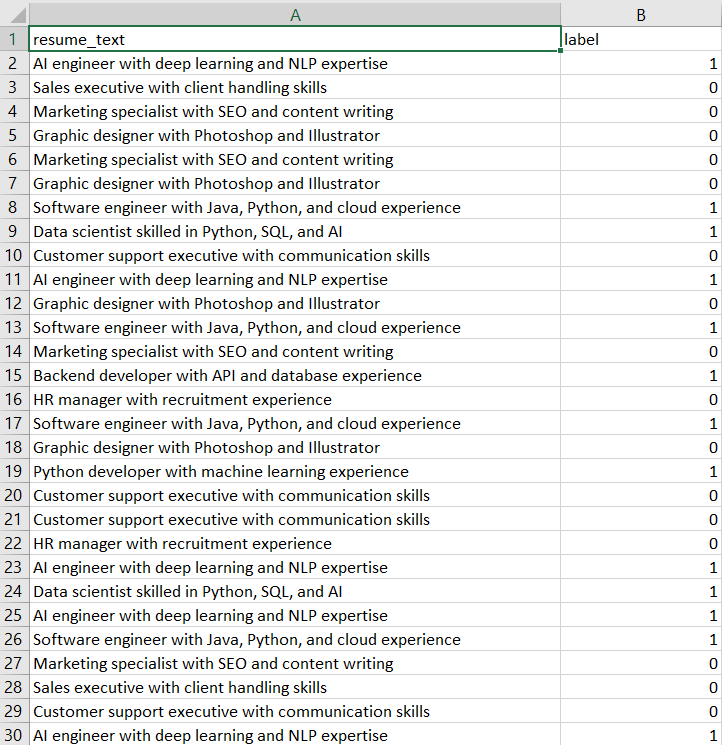 A B
1 resume_text label
2 AI engineer with deep learning and NLP expertise 1
3 Sales executive with client handling skills 0
4 Marketing specialist with SEO and content writing 0
5 Graphic designer with Photoshop and Illustrator 0
6 Marketing specialist with SEO and content writing 0
7 Graphic designer with Photoshop and Illustrator 0
8 Software engineer with Java, Python, and cloud experience 1
9 Data scientist skilled in Python, SQL, and AI 1
10 Customer support executive with communication skills 0
11 AI engineer with deep learning and NLP expertise 1
12 Graphic designer with Photoshop and Illustrator 0
13 Software engineer with Java, Python, and cloud experience 1
14 Marketing specialist with SEO and content writing 0
15 Backend developer with API and database experience 1
16 HR manager with recruitment experience 0
17 Software engineer with Java, Python, and cloud experience 1
18 Graphic designer with Photoshop and Illustrator 0
19 Python developer with machine learning experience 1
20 Customer support executive with communication skills 0
21 Customer support executive with communication skills 0
22 HR manager with recruitment experience 0
23 AI engineer with deep learning and NLP expertise 1
24 Data scientist skilled in Python, SQL, and AI 1
25 AI engineer with deep learning and NLP expertise 1
26 Software engineer with Java, Python, and cloud experience 1
27 Marketing specialist with SEO and content writing 0
28 Sales executive with client handling skills 0
29 Customer support executive with communication skills 0
30 AI engineer with deep learning and NLP expertise 1